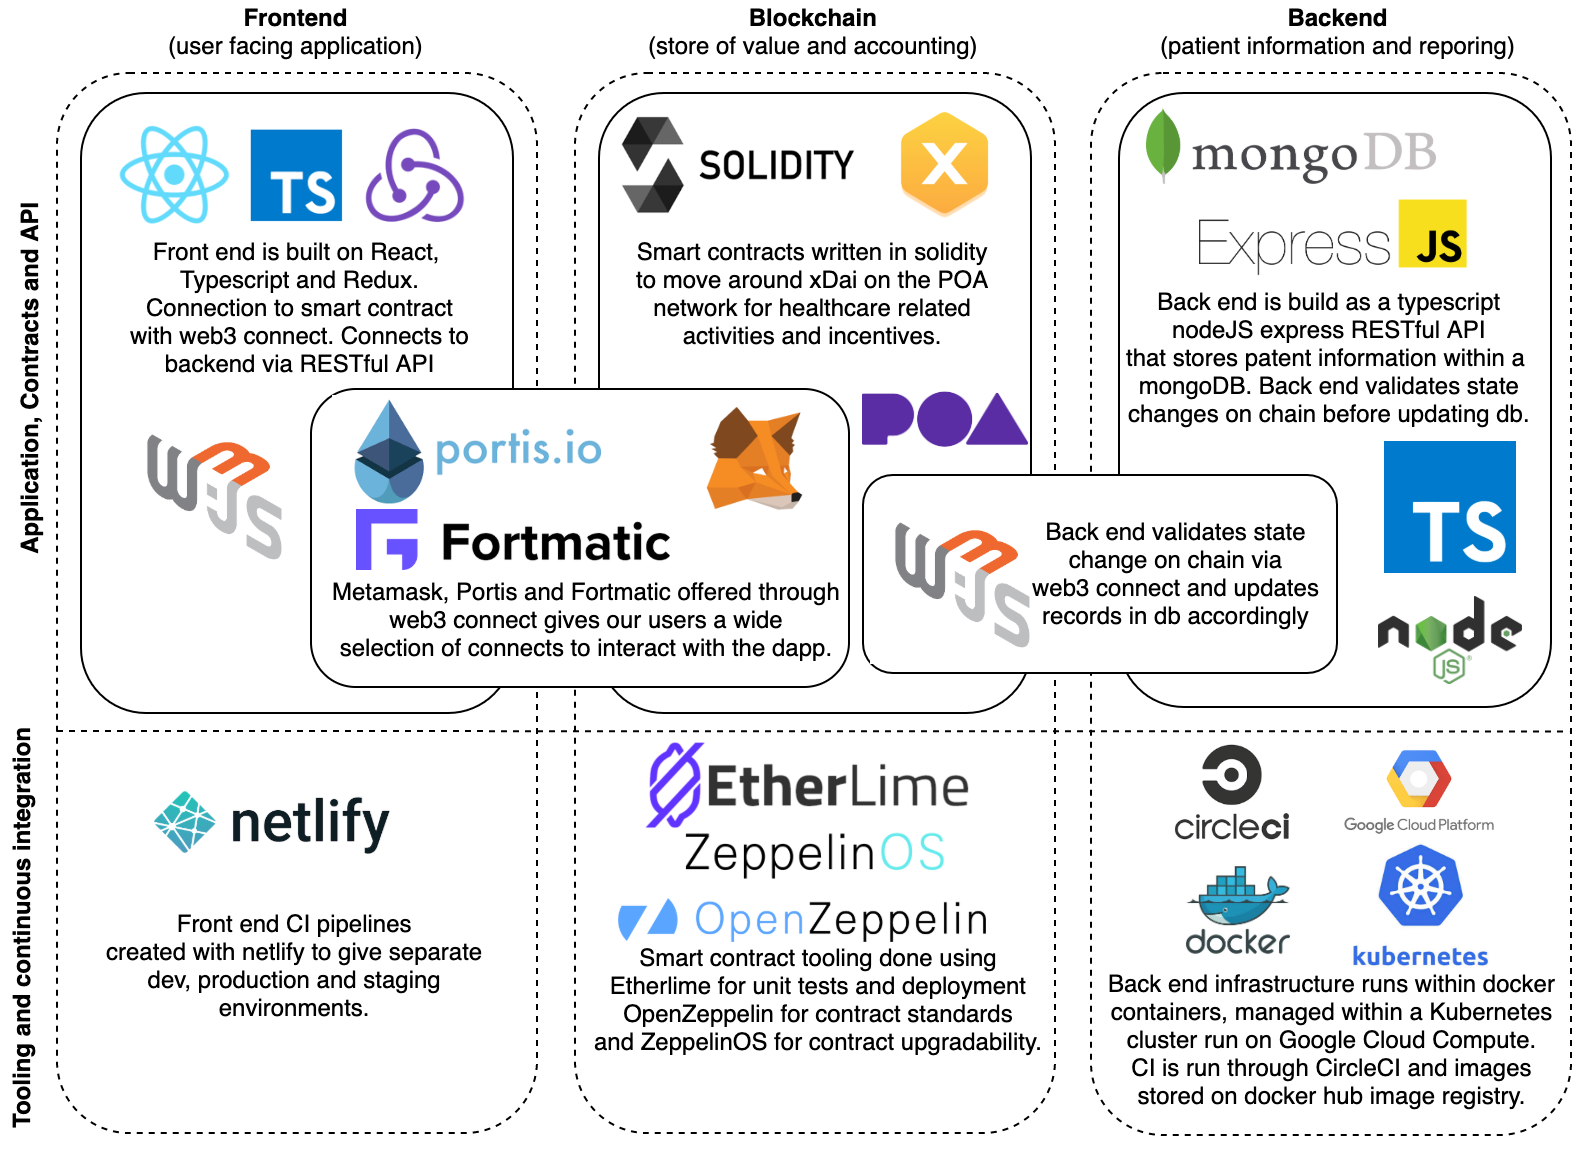 Frontend
(user facing application)
Blockchain
(store of value and accounting)
Backend
(patient information and reporing)
Application, Contracts and API
TS
Front end is built on React,
Typescript and Redux.
Connection to smart contract
with web3 connect. Connects to
backend via RESTful API
W3JS
SOLIDITY
X
Smart contracts written in solidity
to move around xDai on the POA
network for healthcare related
activities and incentives.
POA
portis.io
Fortmatic
Metamask, Portis and Fortmatic offered through
web3 connect gives our users a wide
selection of connects to interact with the dapp.
mongoDB
Express JS
Back end is build as a typescript
nodeJS express RESTful API
that stores patent information within a
mongoDB. Back end validates state
changes on chain before updating db.
TS
node
JS
W3JS
Back end validates state
change on chain via
web3 connect and updates
records in db accordingly
Tooling and continuous integration
netlify
Front end CI pipelines
created with netlify to give separate
dev, production and staging
environments.
EtherLime
ZeppelinOS
OpenZeppelin
Smart contract tooling done using
Etherlime for unit tests and deployment
OpenZeppelin for contract standards
and ZeppelinOS for contract upgradability.
circleci
Google Cloud Platform
docker
kubernetes
Back end infrastructure runs within docker
containers, managed within a Kubernetes
cluster run on Google Cloud Compute.
CI is run through CircleCI and images
stored on docker hub image registry.